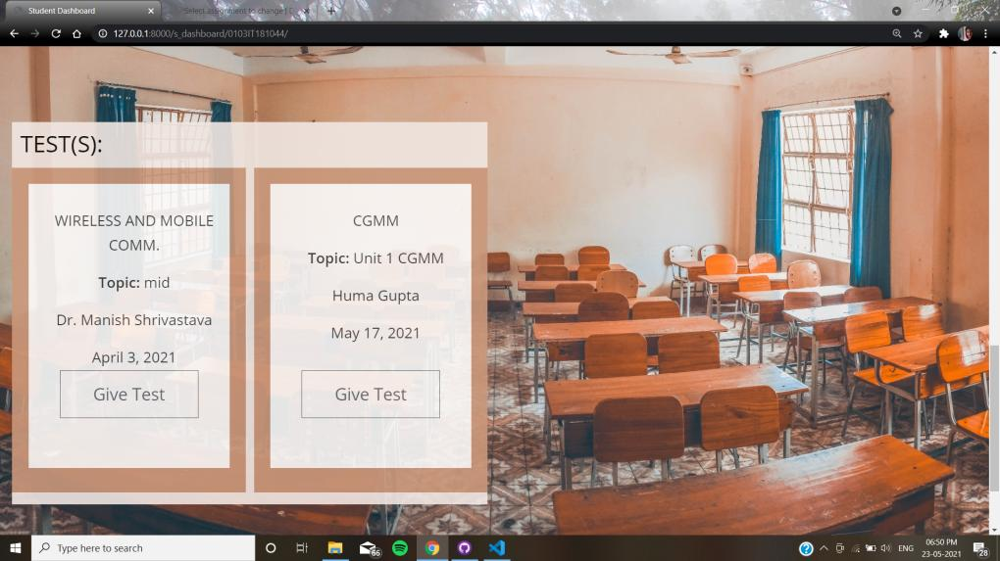 Student Dashboard
Select assignment to change | D
127.0.0.1:8000/s_dashboard/0103IT181044/
TEST(S):
WIRELESS AND MOBILE
COMM.
Topic: mid
Dr. Manish Shrivastava
April 3, 2021
Give Test
CGMM
Topic: Unit 1 CGMM
Huma Gupta
May 17, 2021
Give Test
Type here to search
66
ENG
06:50 PM
23-05-2021
28